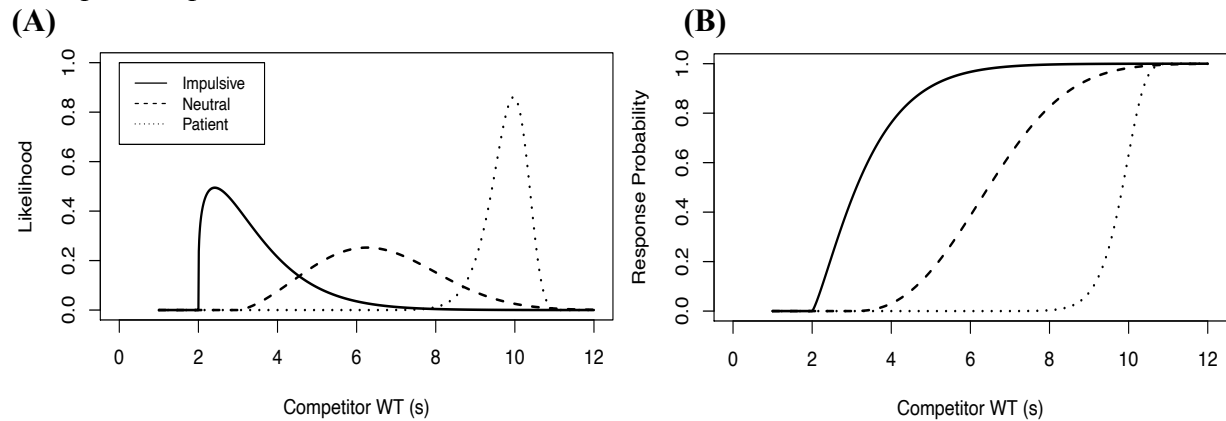 (A)
(B)
Likelihood
0.0 0.2 0.4 0.6 0.8 1.0
Impulsive
Neutral
Patient
0 2 4 6 8 10 12
Competitor WT (s)
Response Probability
0.0 0.2 0.4 0.6 0.8 1.0
0 2 4 6 8 10 12
Competitor WT (s)